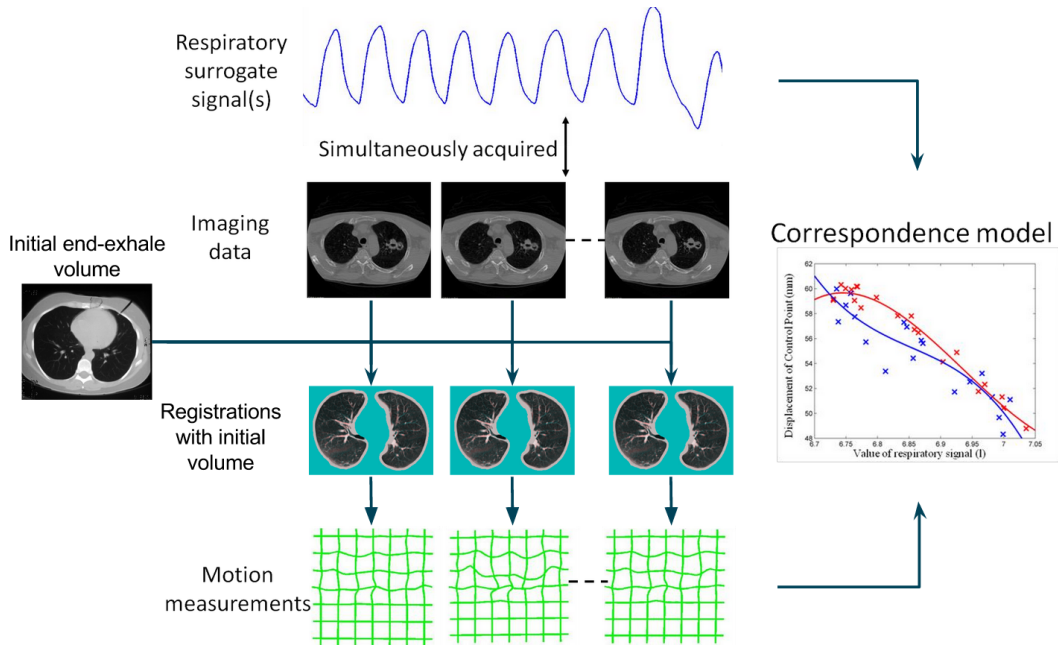 Respiratory
surrogate
signal(s)
Simultaneously acquired
Imaging
data
Initial end-exhale
volume
Registrations
with initial
volume
Motion
measurements
Correspondence model
Displacement of Control Point (mm)
62
60
58
56
54
52
50
48
6.7 6.75 6.8 6.85 6.9 6.95 7 7.05
Value of respiratory signal (l)